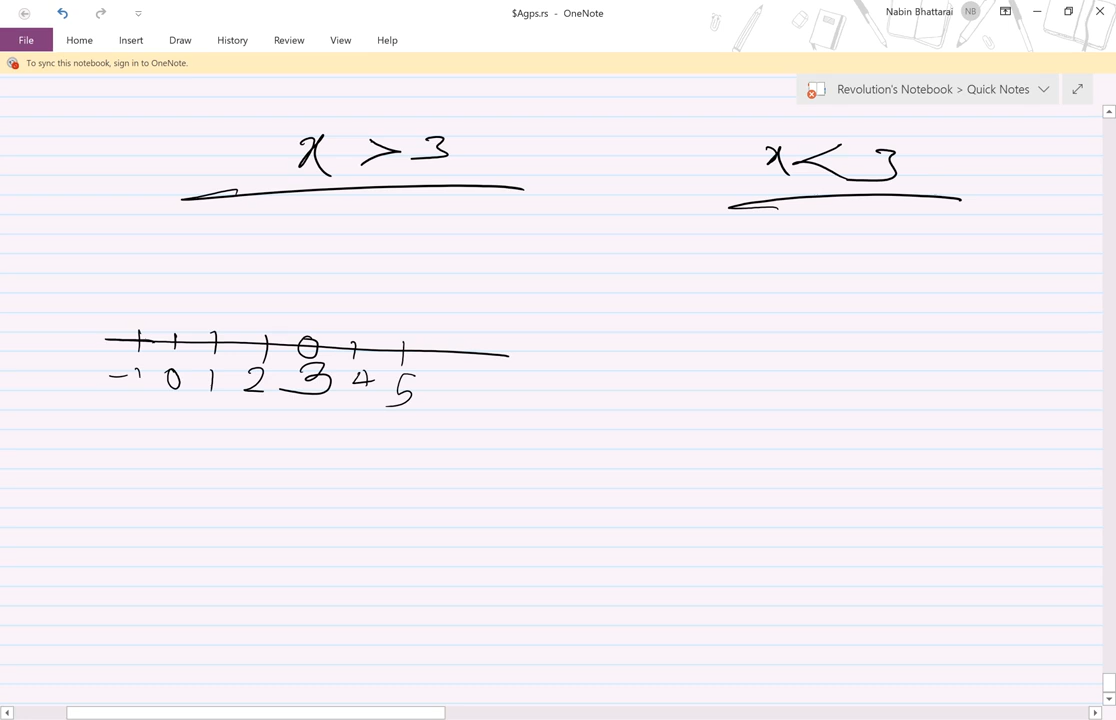 $Agps.rs - OneNote
Nabin Bhattarai NB
File Home Insert Draw History Review View Help
To sync this notebook, sign in to OneNote.
Revolution's Notebook > Quick Notes
x > 3
x < 3
-1 0 1 2 3 4 5